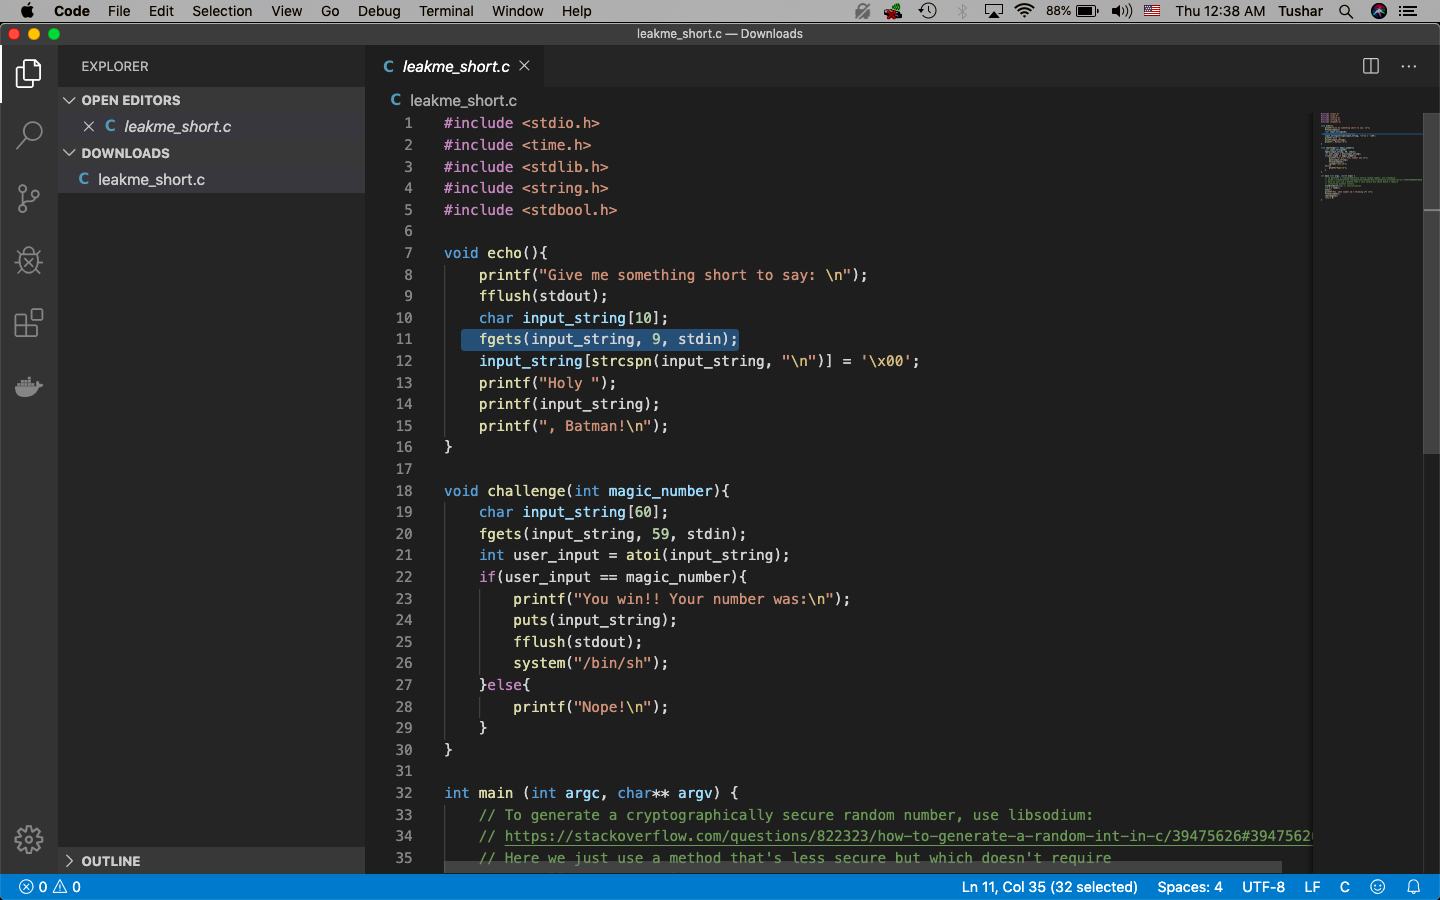 Code File Edit Selection View Go Debug Terminal Window Help 88% Thu 12:38 AM Tushar
leakme_short.c — Downloads
EXPLORER
OPEN EDITORS
C leakme_short.c
DOWNLOADS
C leakme_short.c
OUTLINE
C leakme_short.c
C leakme_short.c
1 #include <stdio.h>
2 #include <time.h>
3 #include <stdlib.h>
4 #include <string.h>
5 #include <stdbool.h>
6
7 void echo(){
8 printf("Give me something short to say: \n");
9 fflush(stdout);
10 char input_string[10];
11 fgets(input_string, 9, stdin);
12 input_string[strcspn(input_string, "\n")] = '\x00';
13 printf("Holy ");
14 printf(input_string);
15 printf(", Batman!\n");
16 }
17
18 void challenge(int magic_number){
19 char input_string[60];
20 fgets(input_string, 59, stdin);
21 int user_input = atoi(input_string);
22 if(user_input == magic_number){
23 printf("You win!! Your number was:\n");
24 puts(input_string);
25 fflush(stdout);
26 system("/bin/sh");
27 }else{
28 printf("Nope!\n");
29 }
30 }
31
32 int main (int argc, char** argv) {
33 // To generate a cryptographically secure random number, use libsodium:
34 // https://stackoverflow.com/questions/822323/how-to-generate-a-random-int-in-c/39475626#3947562
35 // Here we just use a method that's less secure but which doesn't require
0 0 Ln 11, Col 35 (32 selected) Spaces: 4 UTF-8 LF C